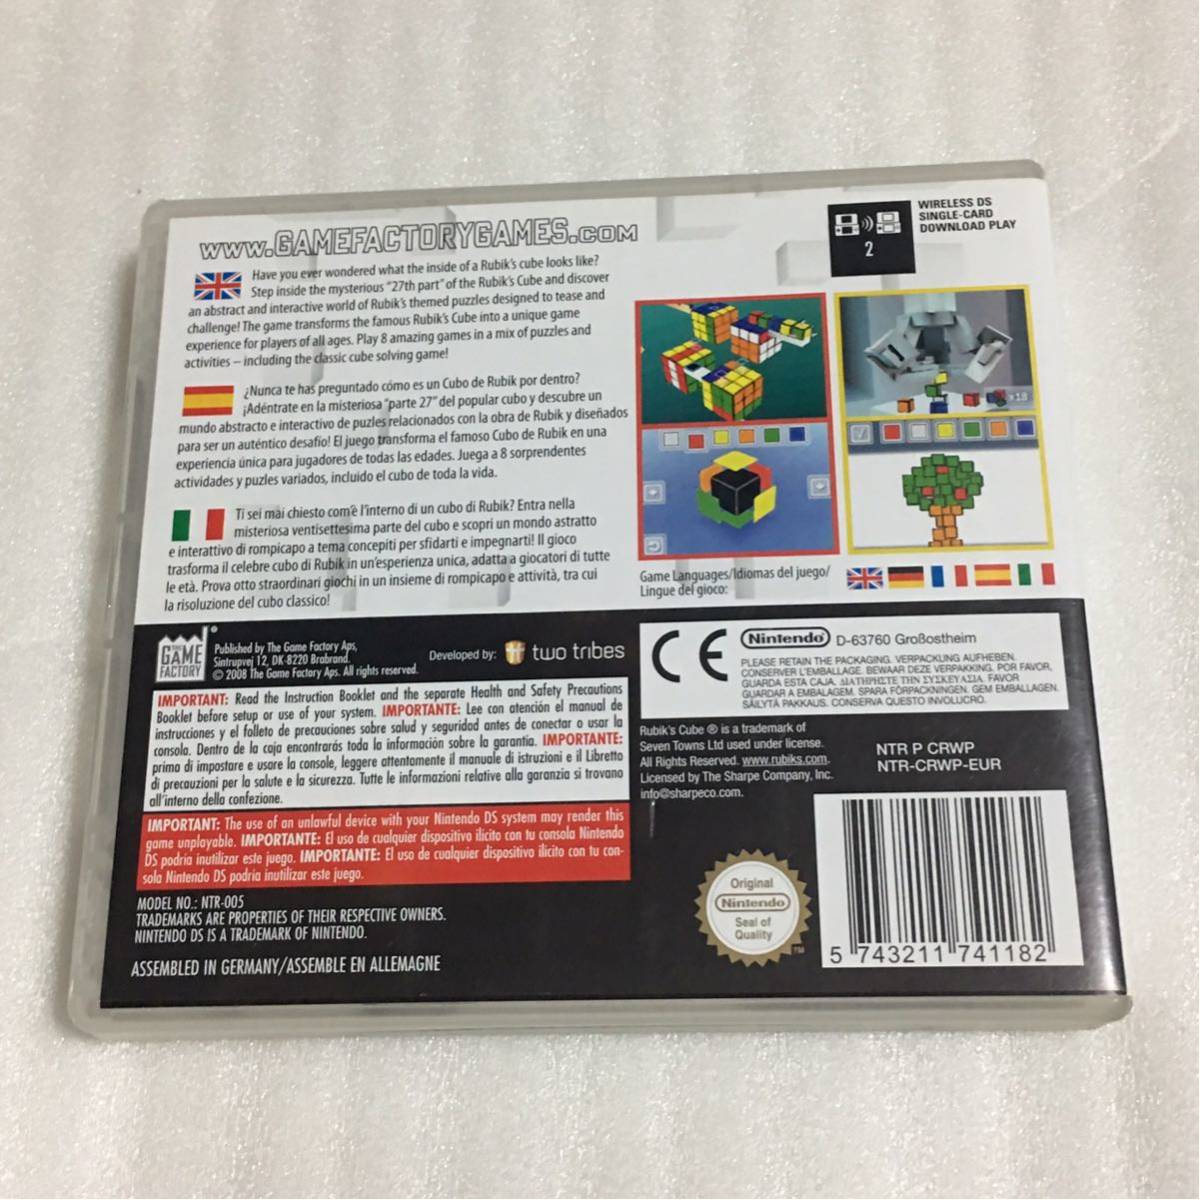 WWW.GAMEFACTORYGAMES.COM
Have you ever wondered what the inside of a Rubik's cube looks like?
Step inside the mysterious "27th part" of the Rubik's Cube and discover
an abstract and interactive world of Rubik's themed puzzles designed to tease and
challenge! The game transforms the famous Rubik's Cube into a unique game
experience for players of all ages. Play 8 amazing games in a mix of puzzles and
activities – including the classic cube solving game!
¿Nunca te has preguntado cómo es un Cubo de Rubik por dentro?
¡Adéntrate en la misteriosa "parte 27" del popular cubo y descubre un
mundo abstracto e interactivo de puzles relacionados con la obra de Rubik y diseñados
para ser un auténtico desafío! El juego transforma el famoso Cubo de Rubik en una
experiencia única para jugadores de todas las edades. Juega a 8 sorprendentes
actividades y puzles variados, incluido el cubo de toda la vida.
Ti sei mai chiesto com'è l'interno di un cubo di Rubik? Entra nella
misteriosa ventisettesima parte del cubo e scopri un mondo astratto
e interattivo di rompicapo a tema concepiti per sfidarti e impegnarti! Il gioco
trasforma il celebre cubo di Rubik in un'esperienza unica, adatta a giocatori di tutte
le età. Prova otto straordinari giochi in un insieme di rompicapo e attività, tra cui
la risoluzione del cubo classico!
2
WIRELESS DS
SINGLE-CARD
DOWNLOAD PLAY
x18
Game Languages/Idiomas del juego/
Lingue del gioco:
THE
GAME
FACTORY
Published by The Game Factory Aps,
Sintrupvej 12, DK-8220 Brabrand.
© 2008 The Game Factory Aps. All rights reserved.
Developed by: two tribes
IMPORTANT: Read the Instruction Booklet and the separate Health and Safety Precautions
Booklet before setup or use of your system. IMPORTANTE: Lee con atención el manual de
instrucciones y el folleto de precauciones sobre salud y seguridad antes de conectar o usar la
consola. Dentro de la caja encontrarás toda la información sobre la garantía. IMPORTANTE:
prima di impostare e usare la console, leggere attentamente il manuale di istruzioni e il Libretto
di precauzioni per la salute e la sicurezza. Tutte le informazioni relative alla garanzia si trovano
all'interno della confezione.
IMPORTANT: The use of an unlawful device with your Nintendo DS system may render this
game unplayable. IMPORTANTE: El uso de cualquier dispositivo ilícito con tu consola Nintendo
DS podría inutilizar este juego. IMPORTANTE: El uso de cualquier dispositivo ilícito con tu con-
sola Nintendo DS podría inutilizar este juego.
MODEL NO.: NTR-005
TRADEMARKS ARE PROPERTIES OF THEIR RESPECTIVE OWNERS.
NINTENDO DS IS A TRADEMARK OF NINTENDO.
ASSEMBLED IN GERMANY/ASSEMBLE EN ALLEMAGNE
CE
Nintendo D-63760 Großostheim
PLEASE RETAIN THE PACKAGING. VERPACKUNG AUFHEBEN.
CONSERVER L'EMBALLAGE. BEWAAR DEZE VERPAKKING. POR FAVOR,
GUARDA ESTA CAJA. ΔΙΑΤΗΡΗΣΤΕ ΤΗΝ ΣΥΣΚΕΥΑΣΙΑ. FAVOR
GUARDAR A EMBALAGEM. SPARA FÖRPACKNINGEN. GEM EMBALLAGEN.
SÄILYTÄ PAKKAUS. CONSERVA QUESTO INVOLUCRO.
Rubik's Cube ® is a trademark of
Seven Towns Ltd used under license.
All Rights Reserved. www.rubiks.com.
Licensed by The Sharpe Company, Inc.
info@sharpeco.com.
NTR P CRWP
NTR-CRWP-EUR
Original
Nintendo
Seal of
Quality
TM
5 743211 741182